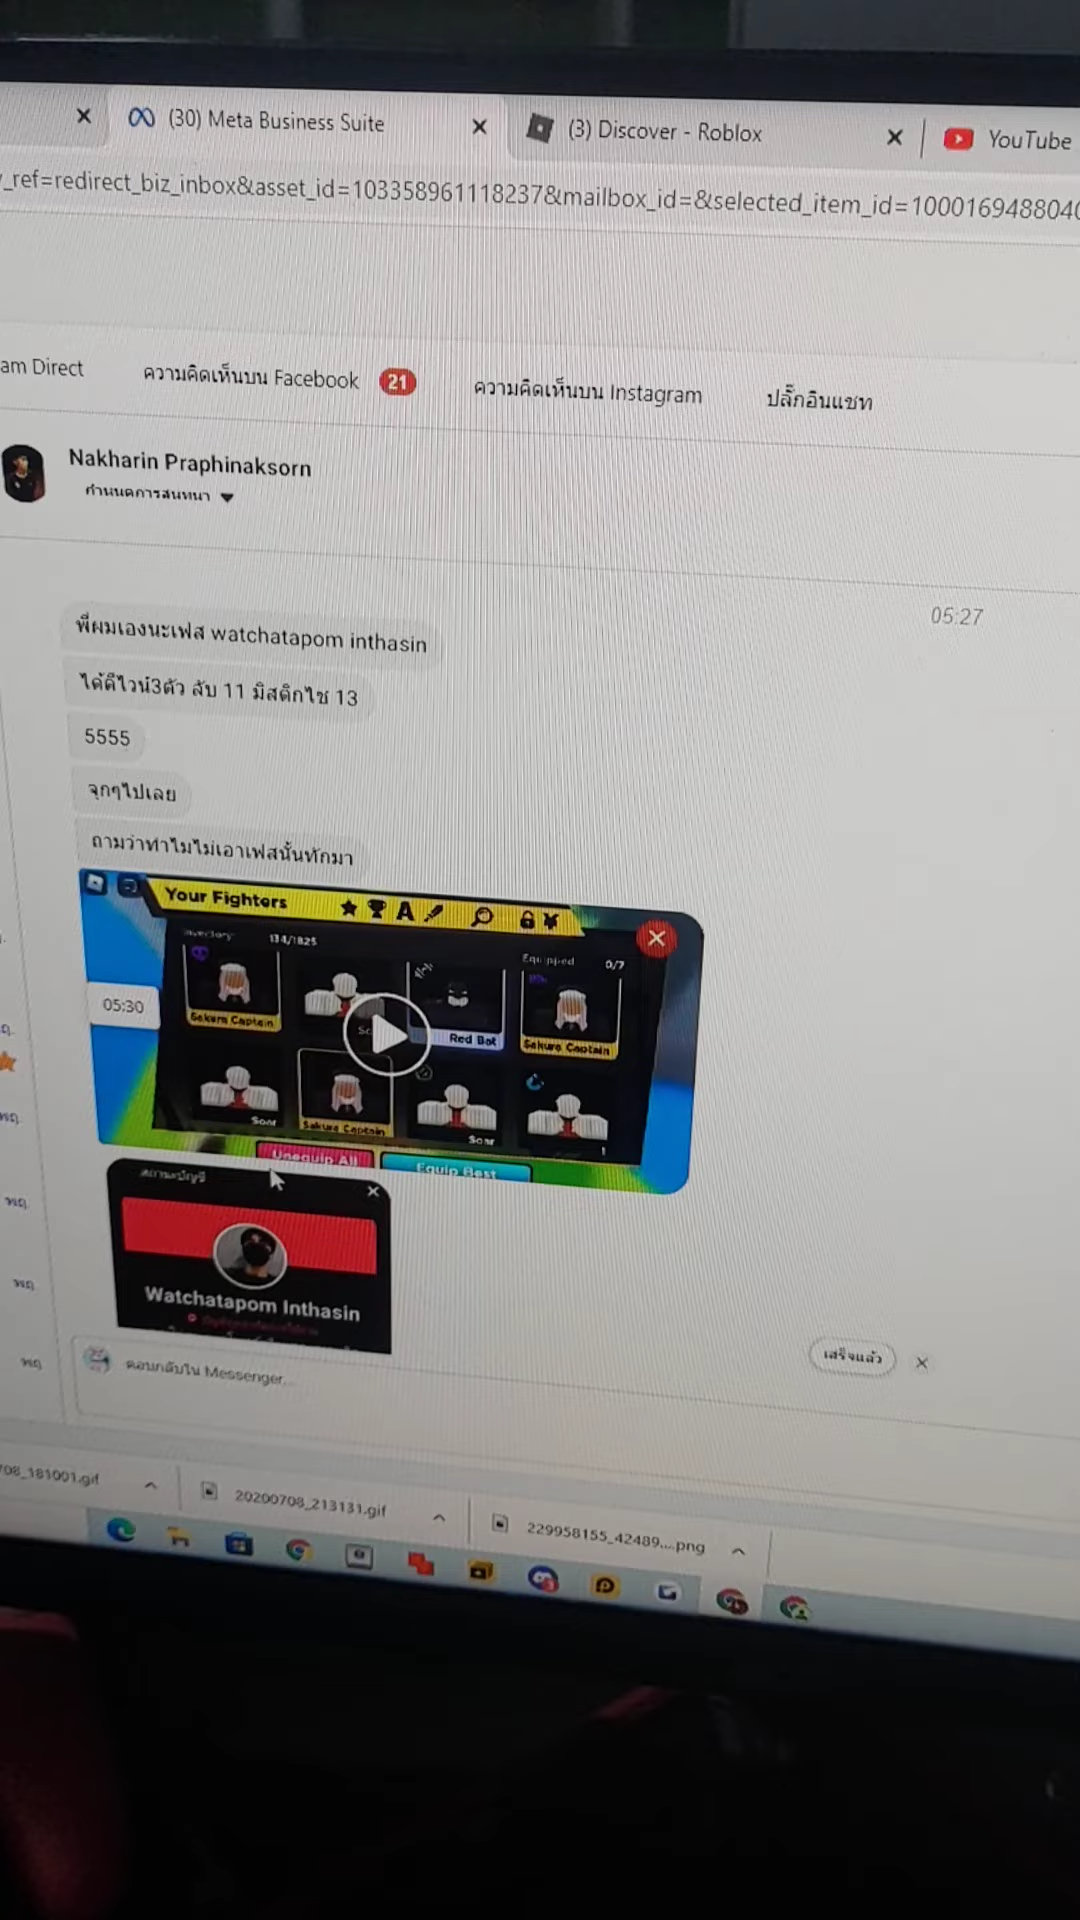 (30) Meta Business Suite
(3) Discover - Roblox
YouTube
_ref=redirect_biz_inbox&asset_id=103358961118237&mailbox_id=&selected_item_id=1000169488040
am Direct
ความคิดเห็นบน Facebook 21
ความคิดเห็นบน Instagram
ปลั๊กอินแชท
Nakharin Praphinaksorn
กำหนดการสนทนา
05:27
พี่ผมเองนะเฟส watchatapom inthasin
ได้ดีไวน์3ตัว ลับ 11 มิสติกไซ 13
5555
จุกๆไปเลย
ถามว่าทำไมไม่เอาเฟสนั้นทักมา
Your Fighters
Inventory 134/1825
Equipped 0/7
05:30
Sakura Captain
Red Bat
Sakura Captain
Soar
Sakura Captain
Soar
Unequip All
Equip Best
สถานะบัญชี
Watchatapom Inthasin
ตอบกลับใน Messenger...
เสร็จแล้ว
708_181001.gif
20200708_213131.gif
229958155_42489....png